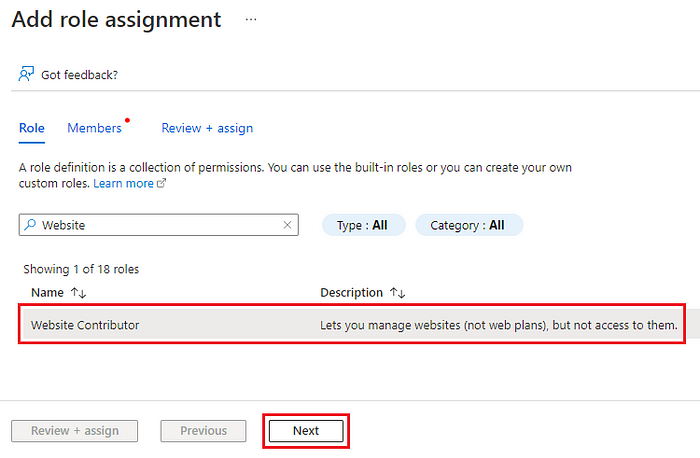 Add role assignment ...
Got feedback?
Role Members Review + assign
A role definition is a collection of permissions. You can use the built-in roles or you can create your own
custom roles. Learn more
Website Type : All Category : All
Showing 1 of 18 roles
Name ↑↓ Description ↑↓
Website Contributor Lets you manage websites (not web plans), but not access to them.
Review + assign Previous Next